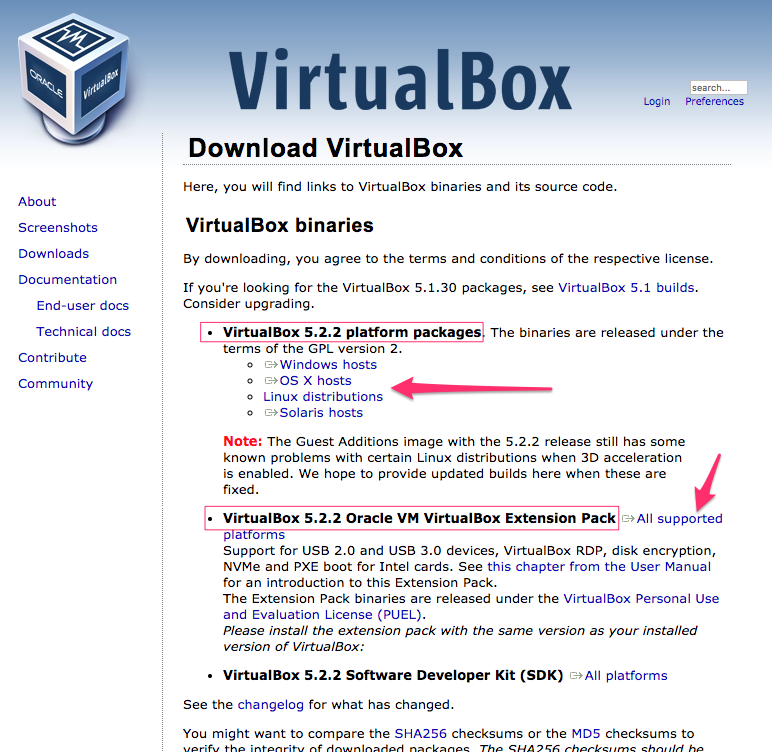 ORACLE
VirtualBox
VirtualBox
search...
Login Preferences
About
Screenshots
Downloads
Documentation
End-user docs
Technical docs
Contribute
Community
Download VirtualBox
Here, you will find links to VirtualBox binaries and its source code.
VirtualBox binaries
By downloading, you agree to the terms and conditions of the respective license.
If you're looking for the VirtualBox 5.1.30 packages, see VirtualBox 5.1 builds.
Consider upgrading.
• VirtualBox 5.2.2 platform packages. The binaries are released under the
terms of the GPL version 2.
Windows hosts
OS X hosts
Linux distributions
Solaris hosts
Note: The Guest Additions image with the 5.2.2 release still has some
known problems with certain Linux distributions when 3D acceleration
is enabled. We hope to provide updated builds here when these are
fixed.
• VirtualBox 5.2.2 Oracle VM VirtualBox Extension Pack All supported
platforms
Support for USB 2.0 and USB 3.0 devices, VirtualBox RDP, disk encryption,
NVMe and PXE boot for Intel cards. See this chapter from the User Manual
for an introduction to this Extension Pack.
The Extension Pack binaries are released under the VirtualBox Personal Use
and Evaluation License (PUEL).
Please install the extension pack with the same version as your installed
version of VirtualBox:
• VirtualBox 5.2.2 Software Developer Kit (SDK) All platforms
See the changelog for what has changed.
You might want to compare the SHA256 checksums or the MD5 checksums to
verify the integrity of downloaded packages. The SHA256 checksums should be